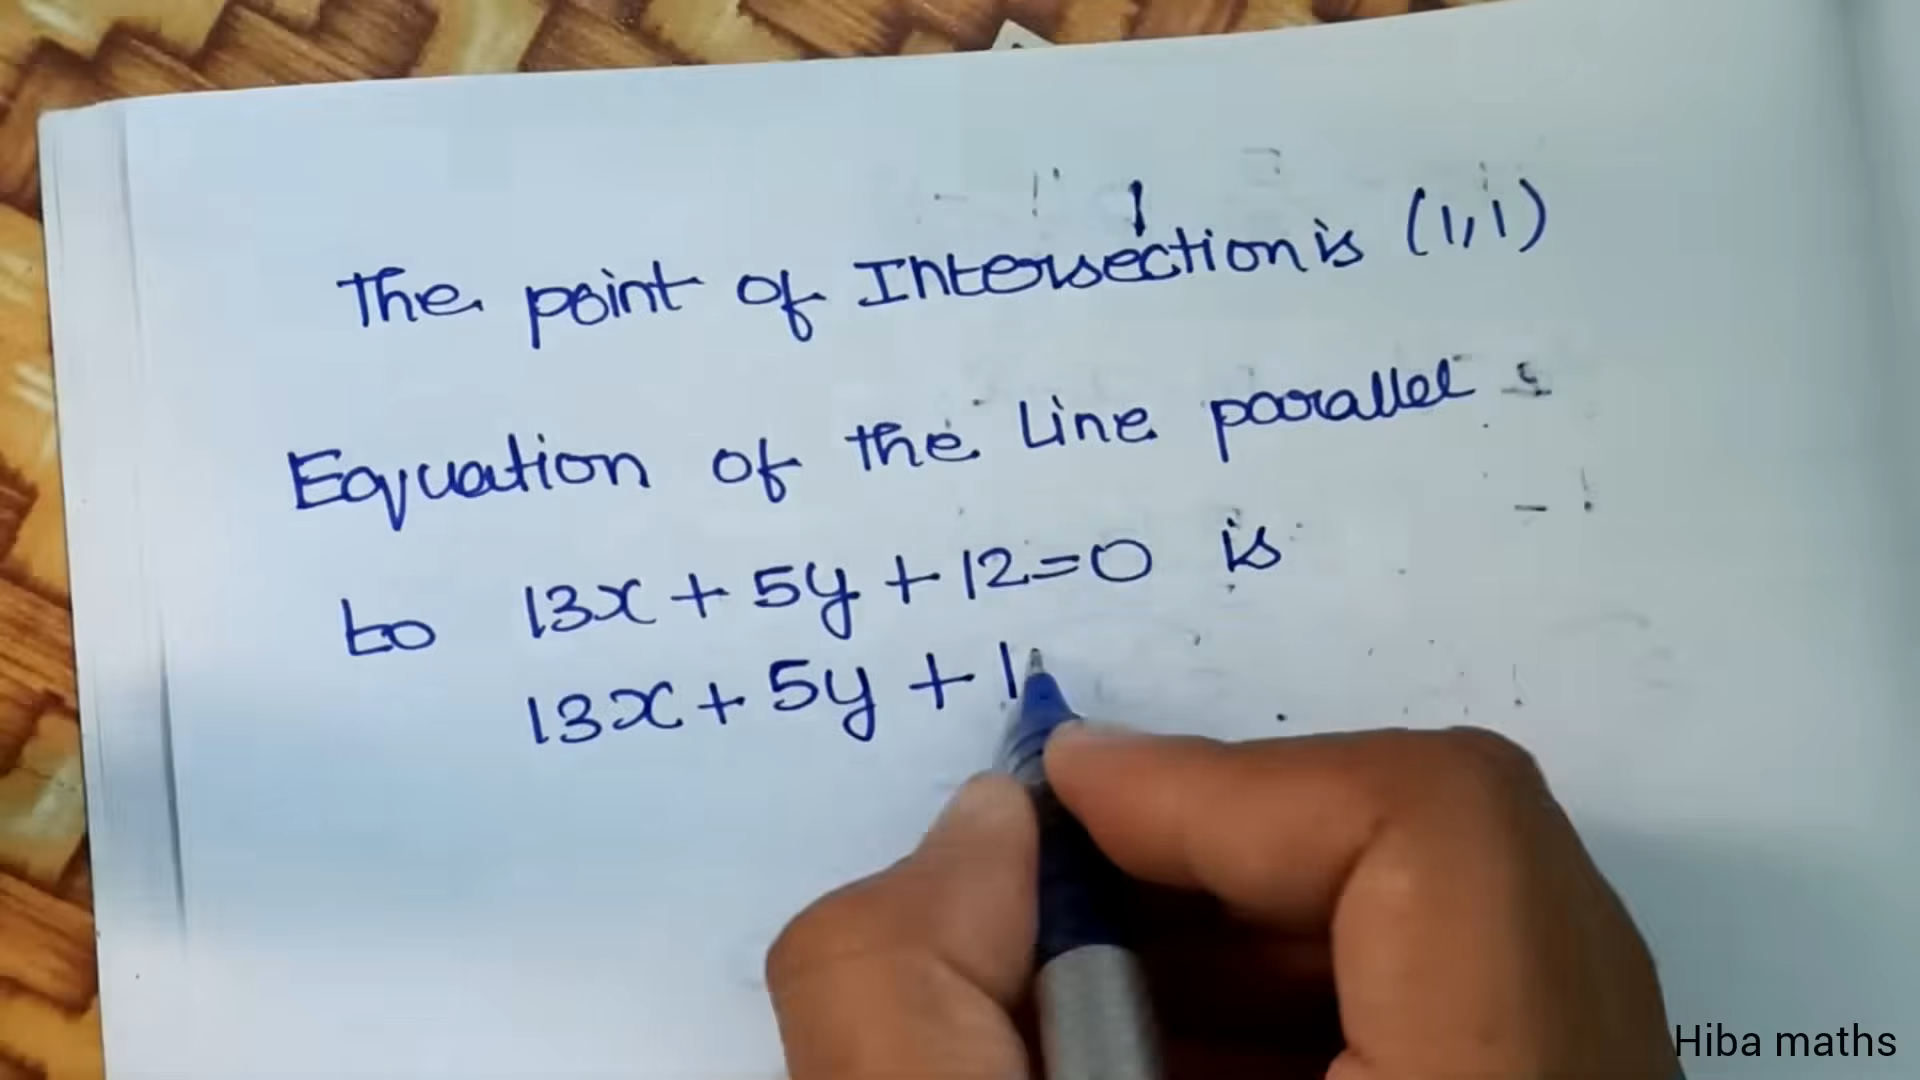 The point of Intersection is (1,1)
Equation of the Line parallel
to 13x + 5y + 12=0 is
13x + 5y + 1
Hiba maths